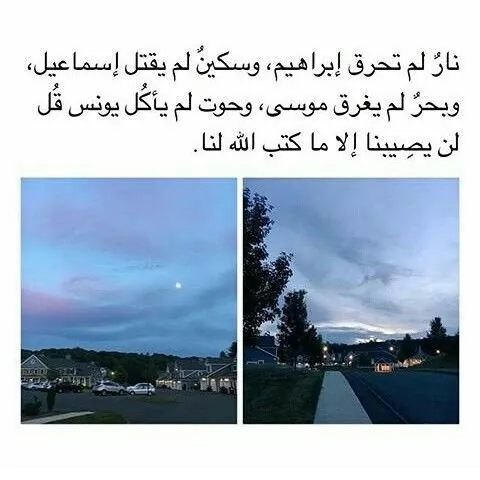 نارٌ لم تحرق إبراهيم، وسكينٌ لم يقتل إسماعيل،
وبحرٌ لم يغرق موسى، وحوت لم يأكُل يونس قُل
لن يصِيبنا إلا ما كتب الله لنا.